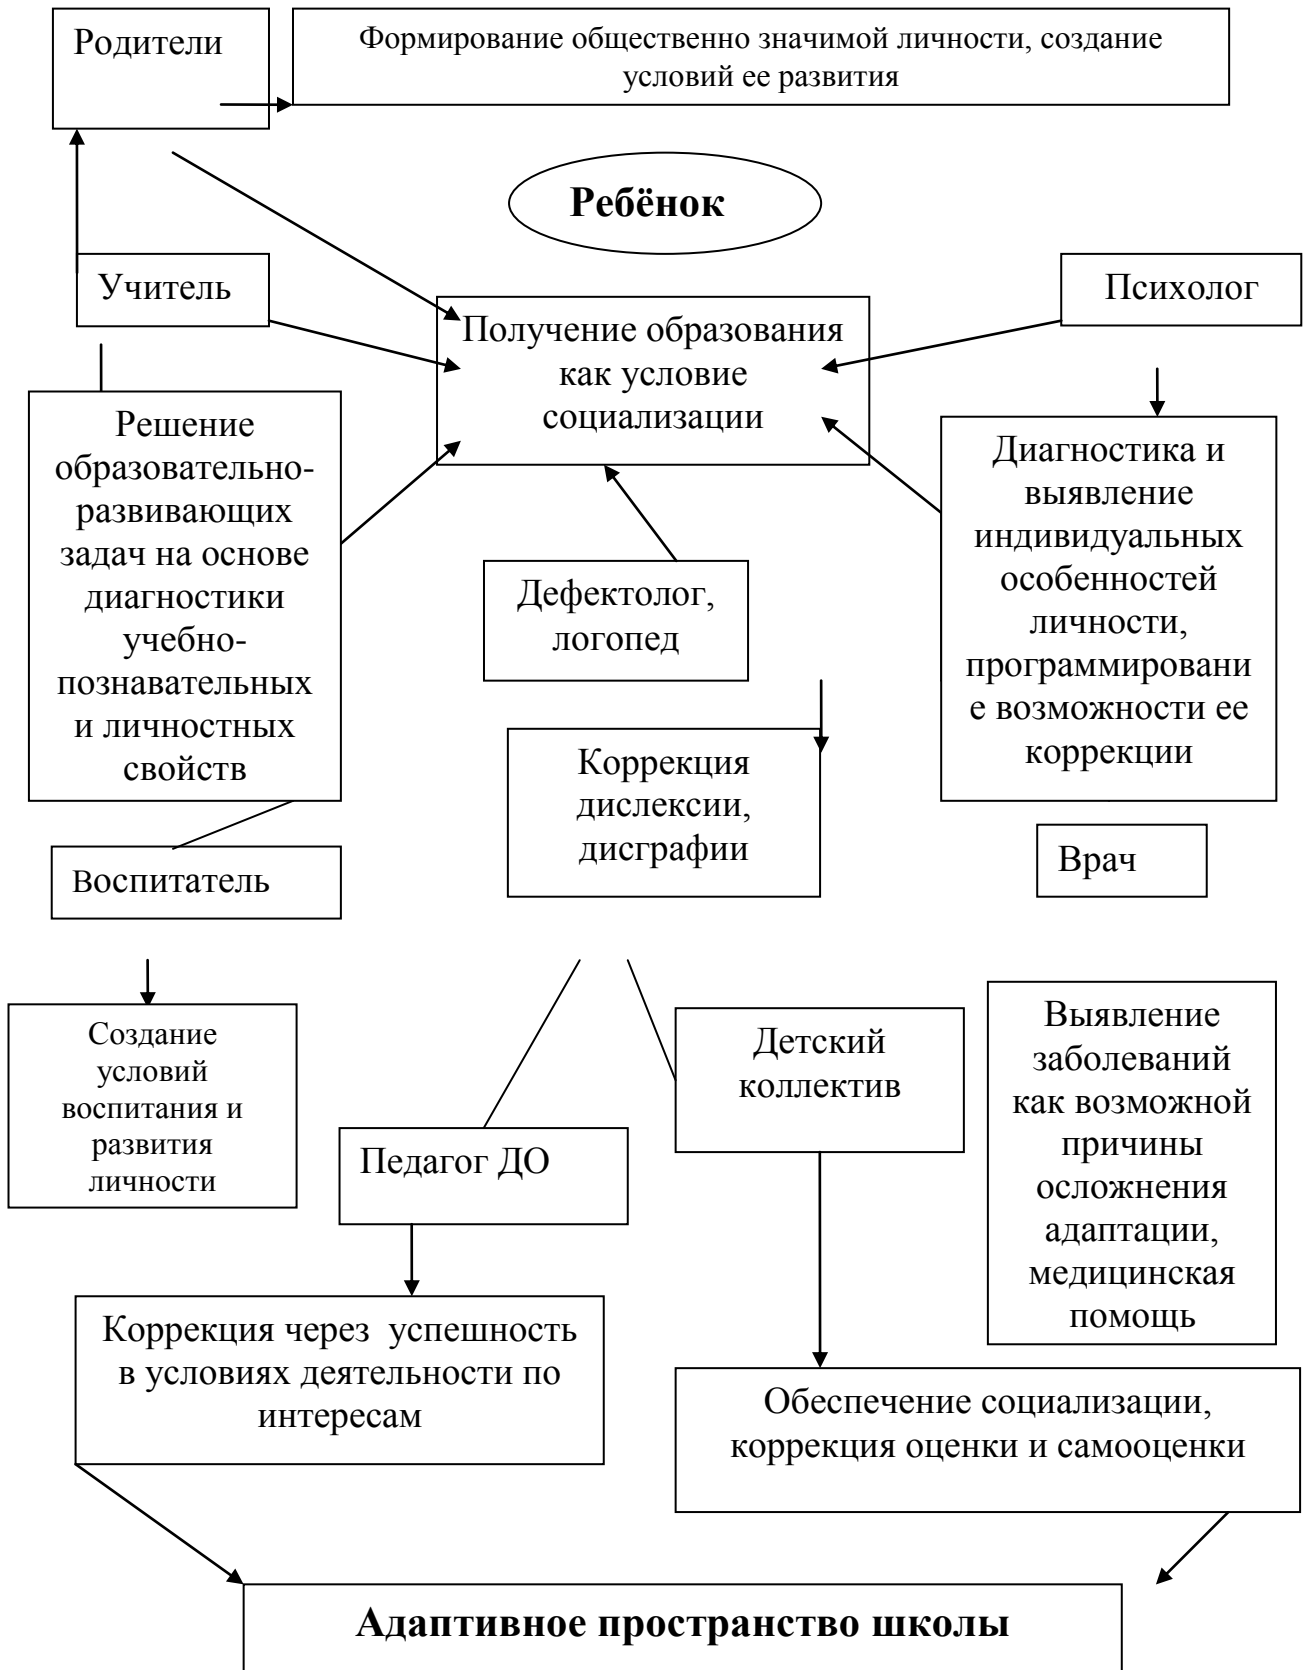 Родители
Формирование общественно значимой личности, создание
условий ее развития
Ребёнок
Учитель
Психолог
Получение образования
как условие
социализации
Решение
образовательно-
развивающих
задач на основе
диагностики
учебно-
познавательных
и личностных
свойств
Диагностика и
выявление
индивидуальных
особенностей
личности,
программировани
е возможности ее
коррекции
Дефектолог,
логопед
Коррекция
дислексии,
дисграфии
Воспитатель
Врач
Создание
условий
воспитания и
развития
личности
Детский
коллектив
Выявление
заболеваний
как возможной
причины
осложнения
адаптации,
медицинская
помощь
Педагог ДО
Коррекция через успешность
в условиях деятельности по
интересам
Обеспечение социализации,
коррекция оценки и самооценки
Адаптивное пространство школы